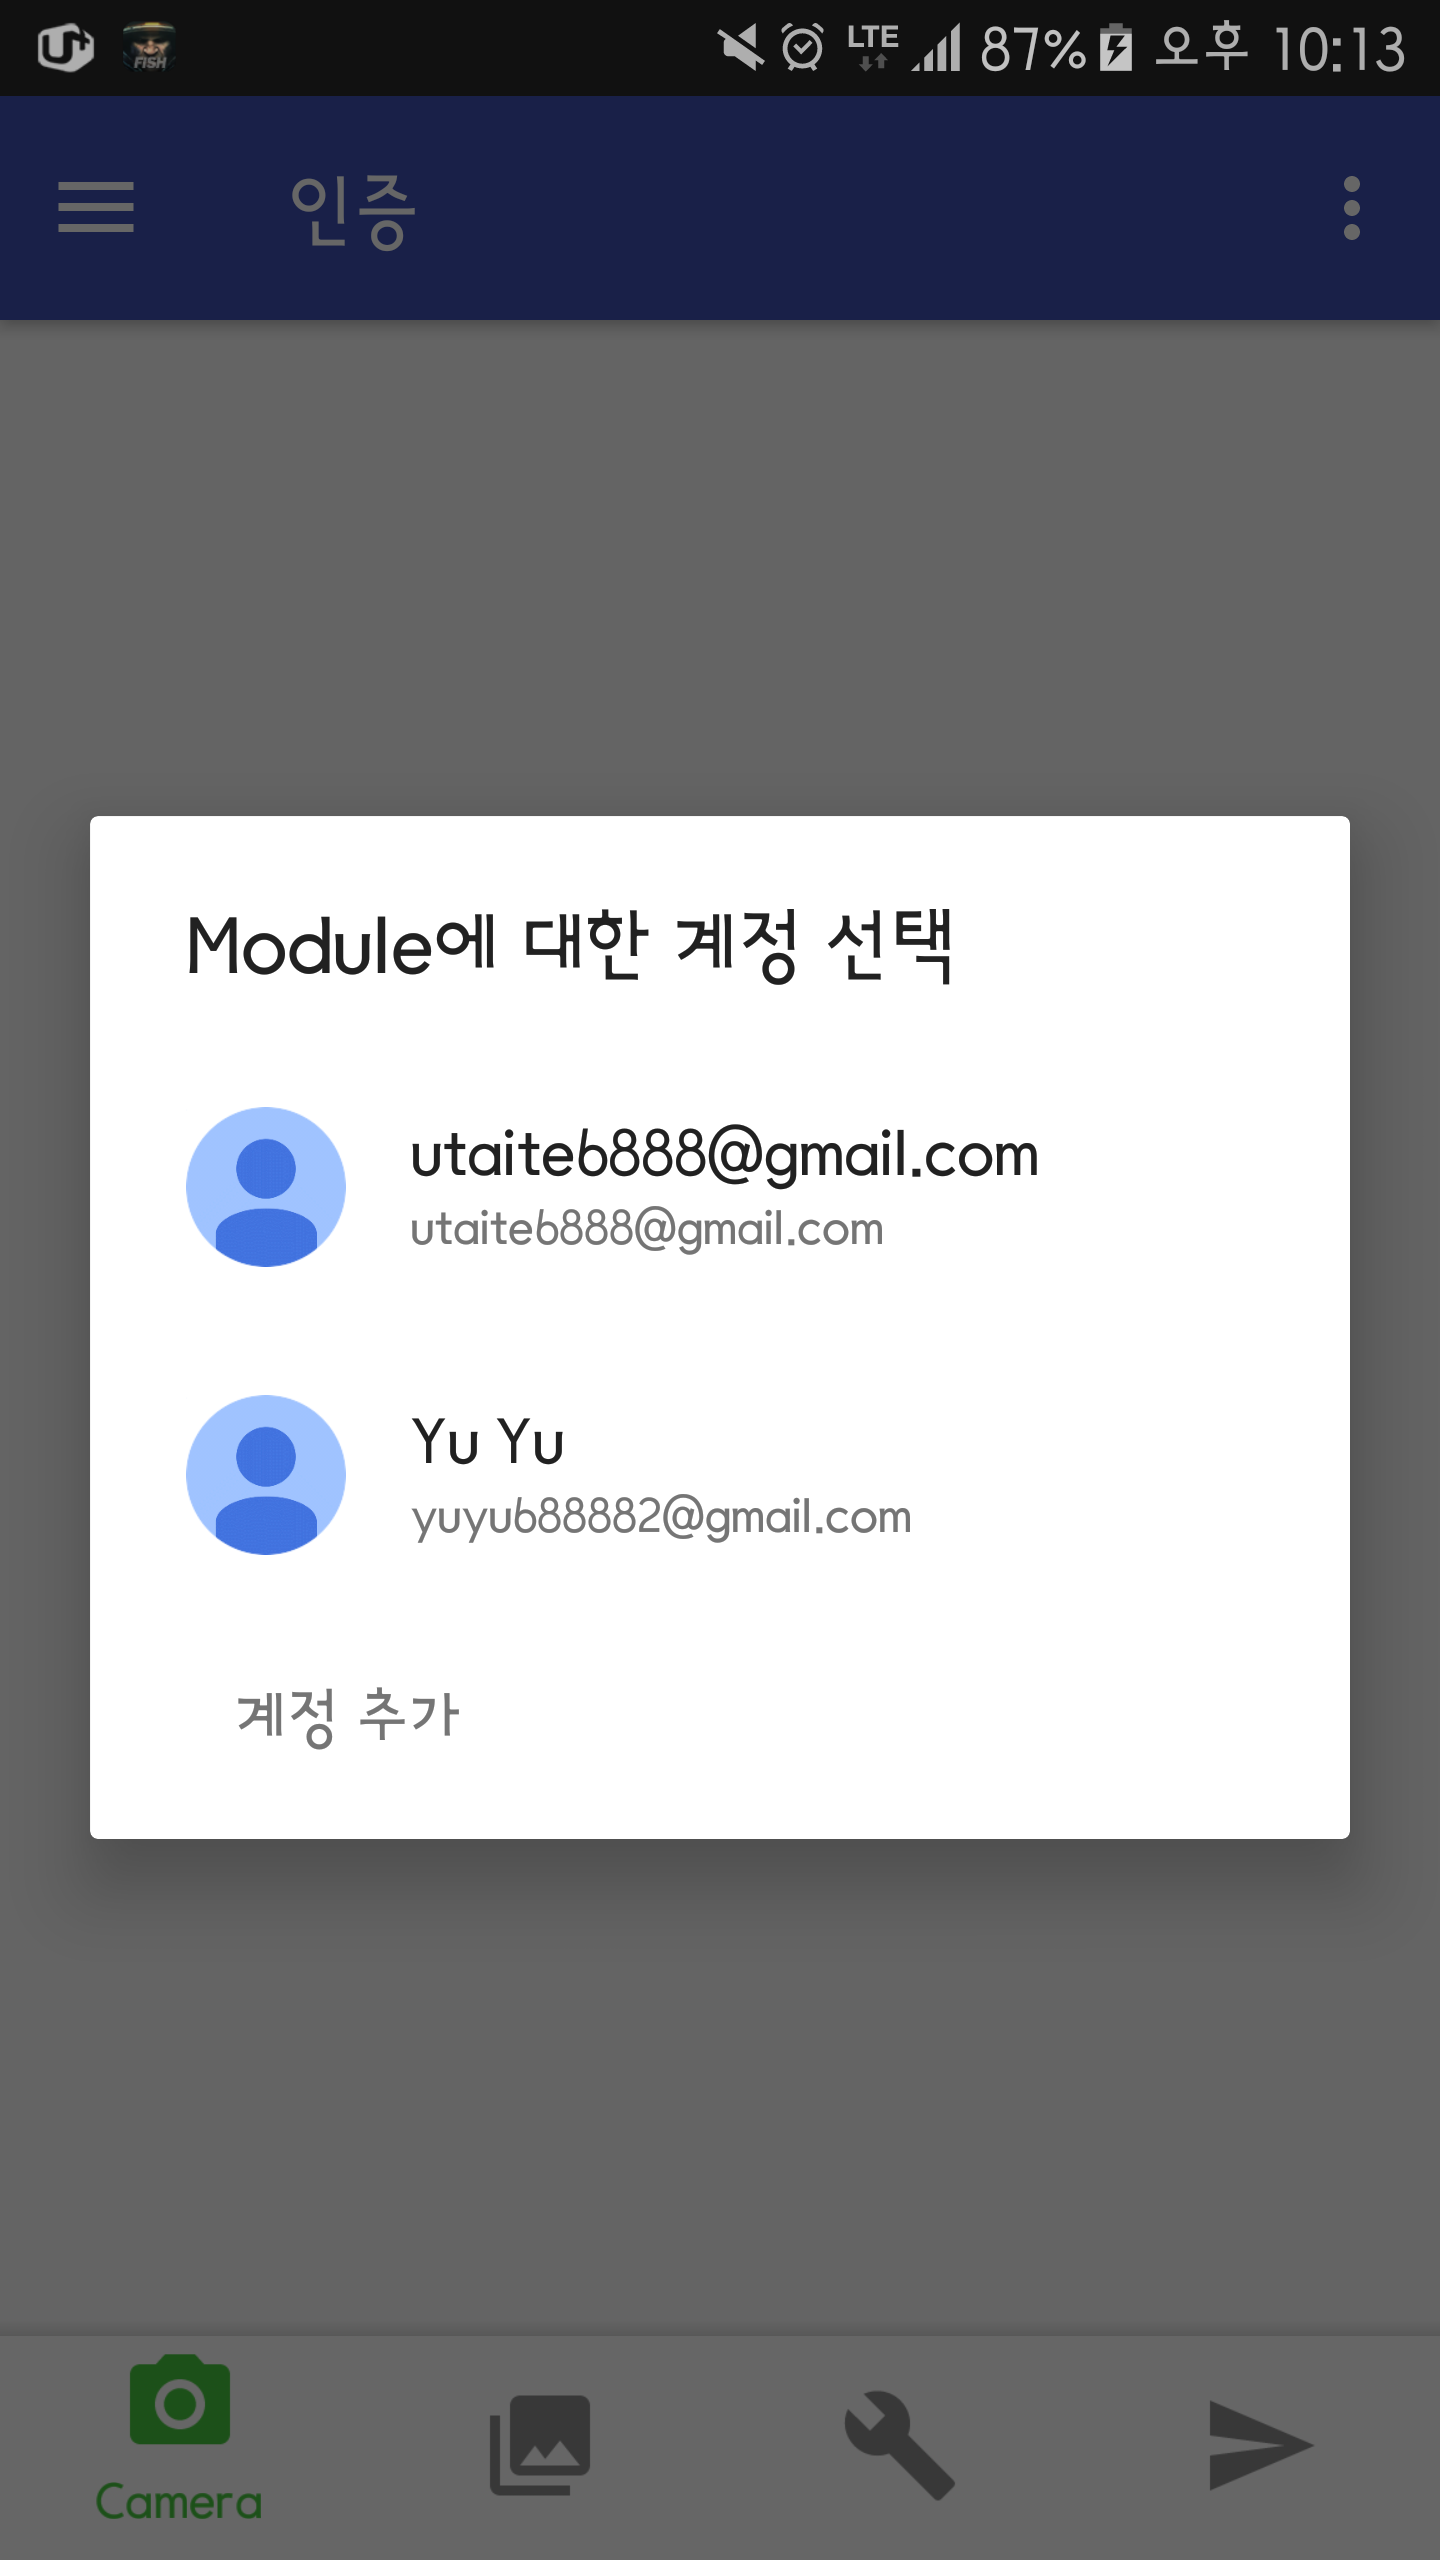 U+ FISH LTE 87% 오후 10:13
인증
Module에 대한 계정 선택
utaite6888@gmail.com
utaite6888@gmail.com
Yu Yu
yuyu688882@gmail.com
계정 추가
Camera